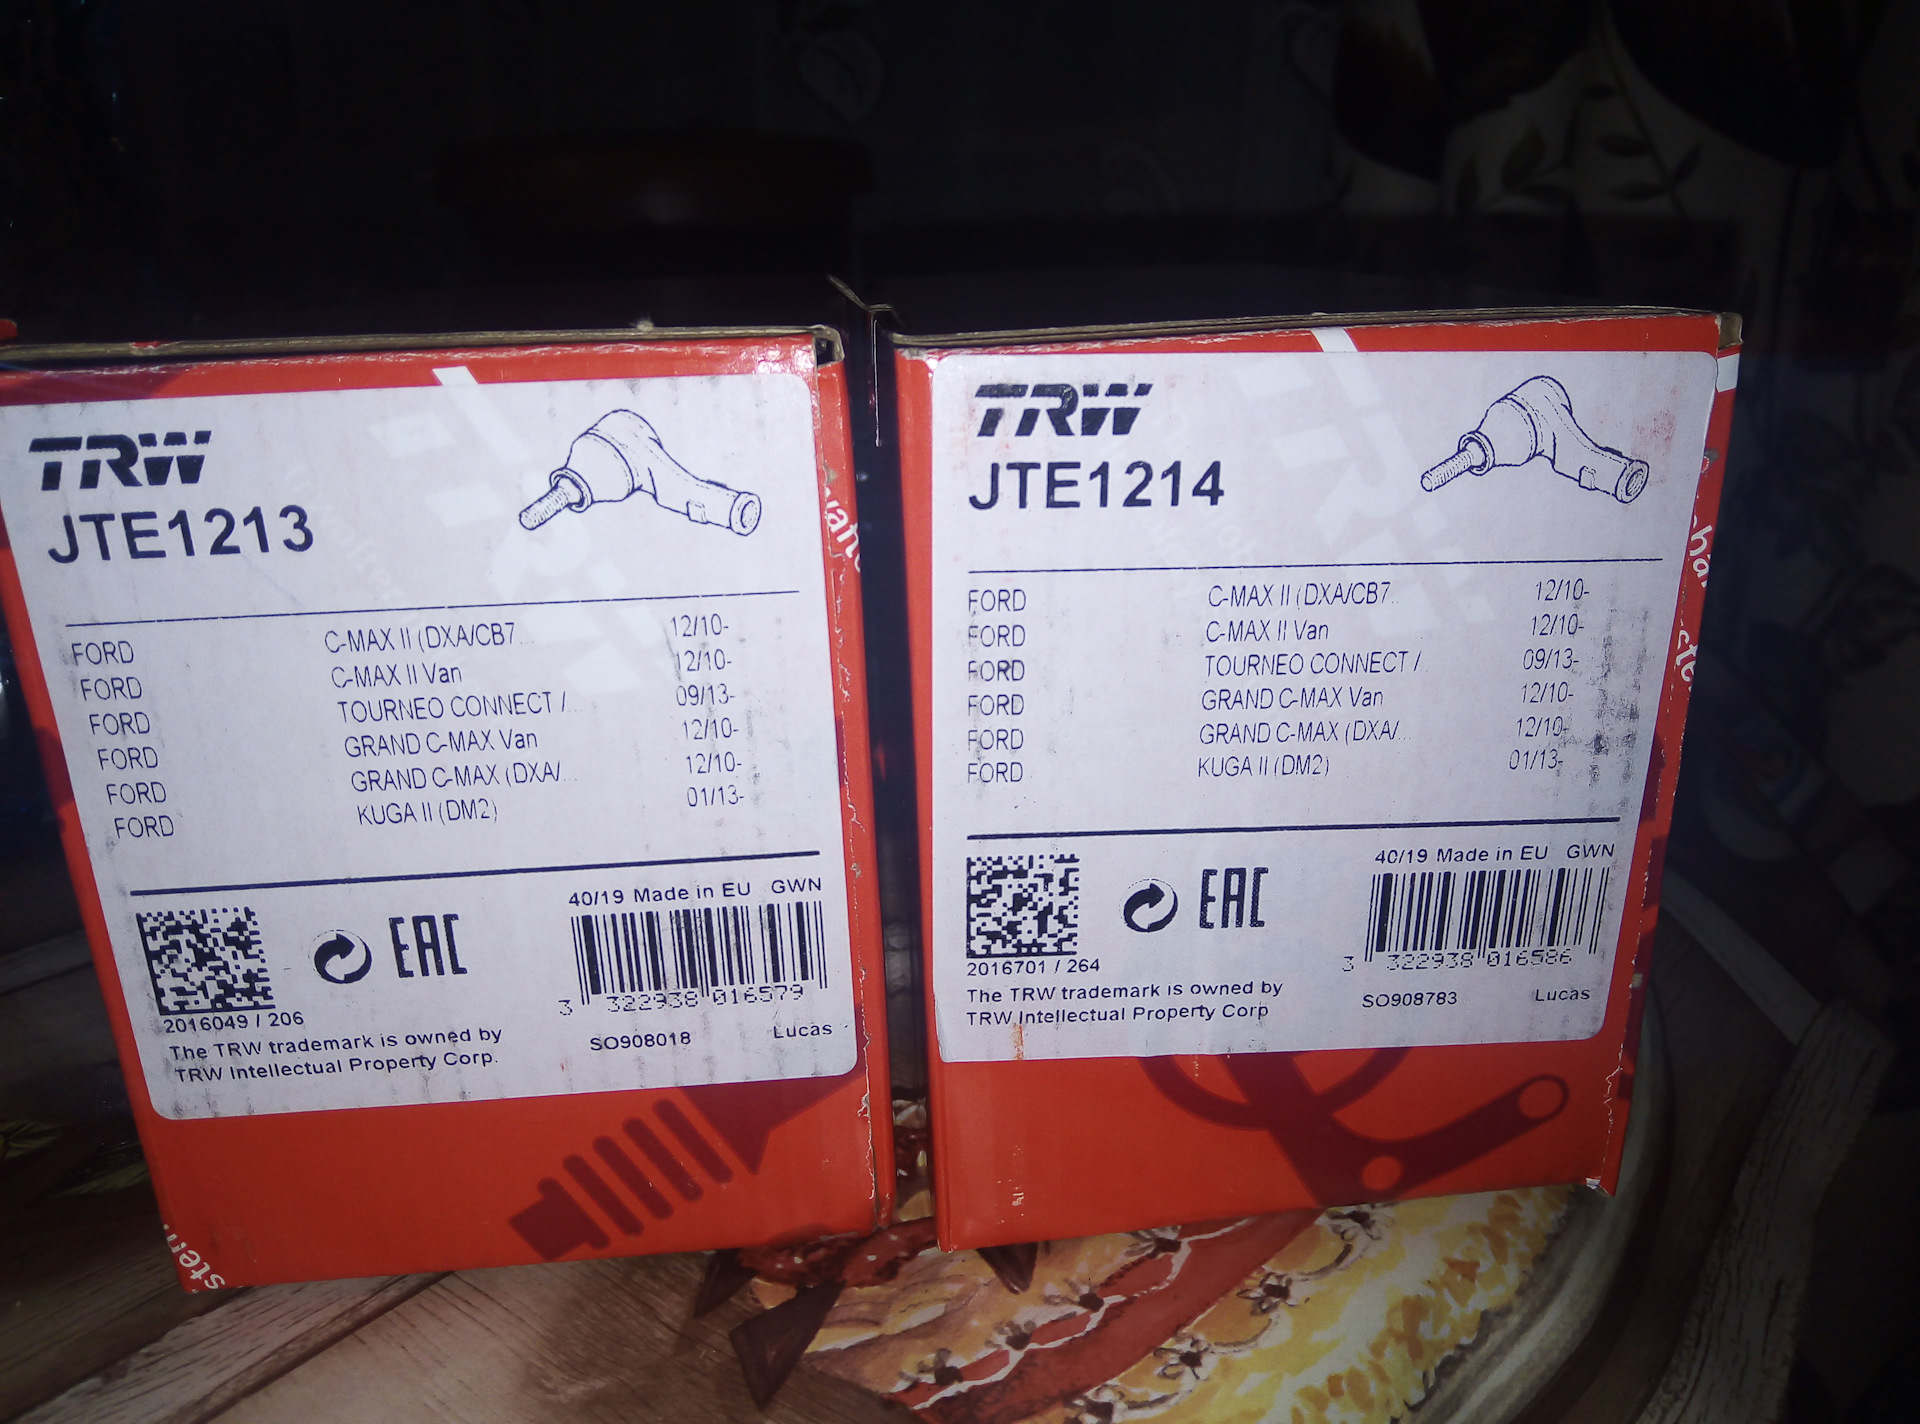 TRW
JTE1213
FORD C-MAX II (DXA/CB7...  12/10-
FORD C-MAX II Van 12/10-
FORD TOURNEO CONNECT /... 09/13-
FORD GRAND C-MAX Van 12/10-
FORD GRAND C-MAX (DXA/... 12/10-
FORD KUGA II (DM2) 01/13-
40/19 Made in EU GWN
EAC
3 322938 016579
2016049 / 206
SO908018 Lucas
The TRW trademark is owned by
TRW Intellectual Property Corp.
TRW
JTE1214
FORD C-MAX II (DXA/CB7... 12/10-
FORD C-MAX II Van 12/10-
FORD TOURNEO CONNECT / 09/13-
FORD GRAND C-MAX Van 12/10-
FORD GRAND C-MAX (DXA/... 12/10-
FORD KUGA II (DM2) 01/13-
40/19 Made in EU GWN
EAC
3 322938 016586
2016701 / 264
SO908783 Lucas
The TRW trademark is owned by
TRW Intellectual Property Corp